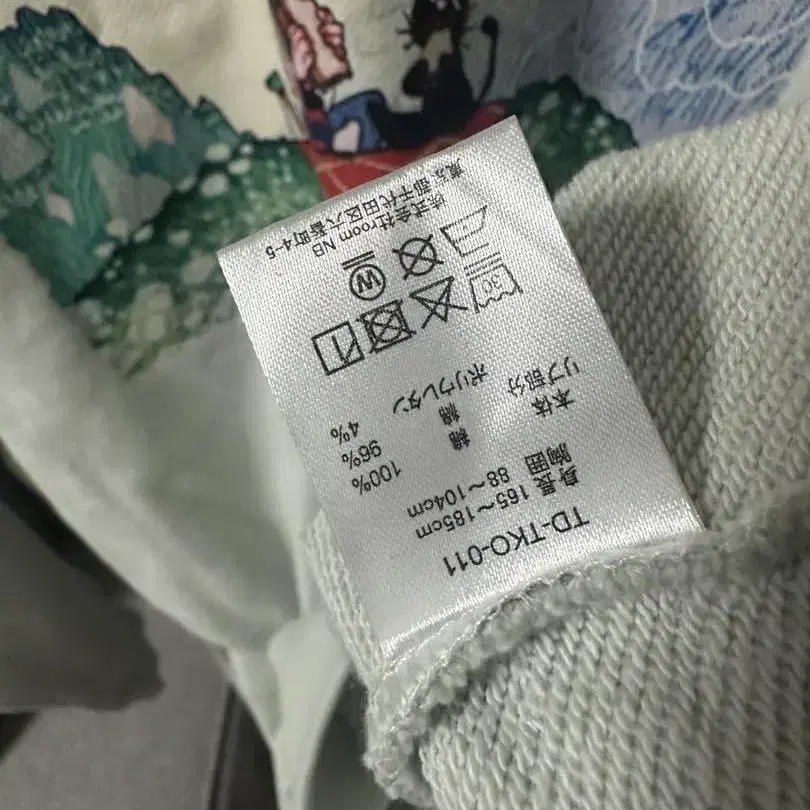 TD-TKO-011
身長 165~185cm
胸囲 88~104cm
本体 綿 100%
リブ部分 綿 96%
ポリウレタン 4%
30
W
株式会社room NB
東京都千代田区六番町4-5